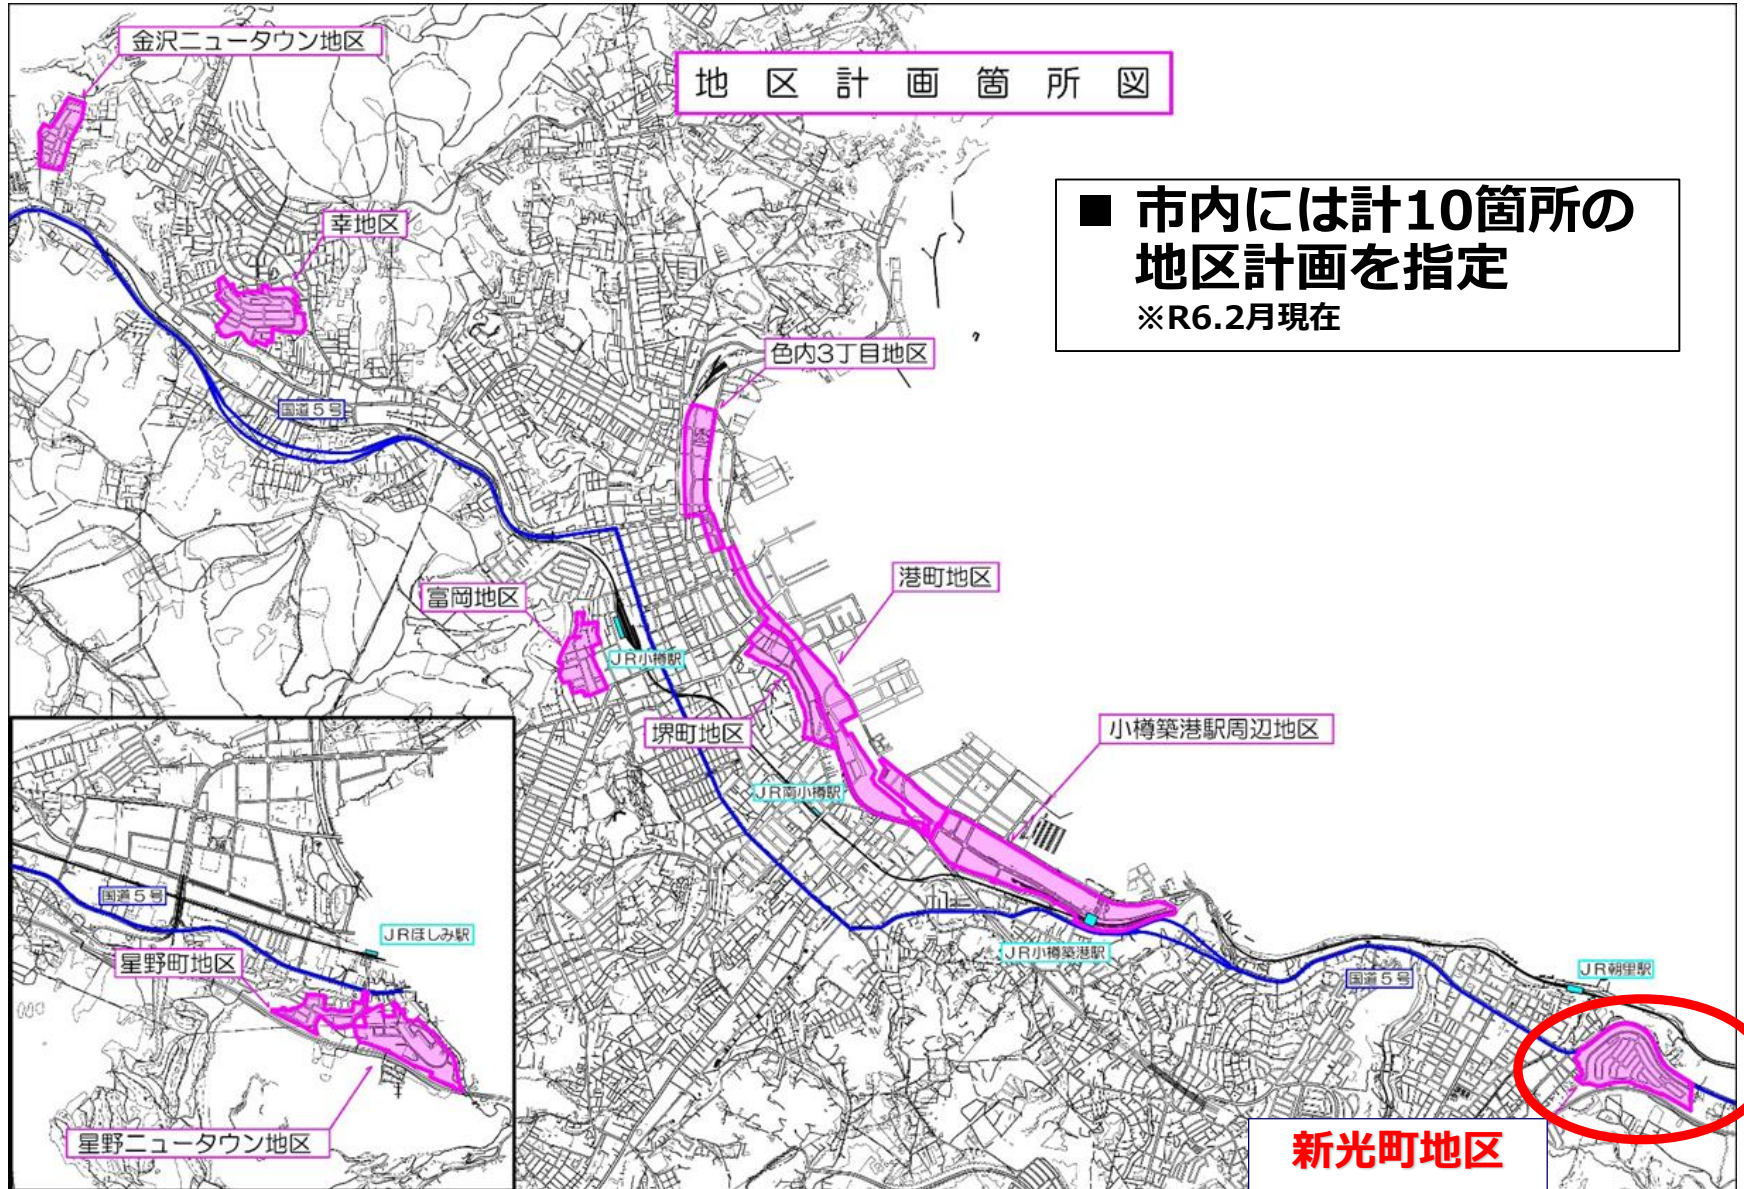 金沢ニュータウン地区
地区計画箇所図
■ 市内には計10箇所の
地区計画を指定
※R6.2月現在
幸地区
色内3丁目地区
国道5号
港町地区
富岡地区
JR小樽駅
堺町地区
小樽築港駅周辺地区
JR南小樽駅
国道5号
JRほしみ駅
星野町地区
JR小樽築港駅
国道5号
JR朝里駅
星野ニュータウン地区
新光町地区